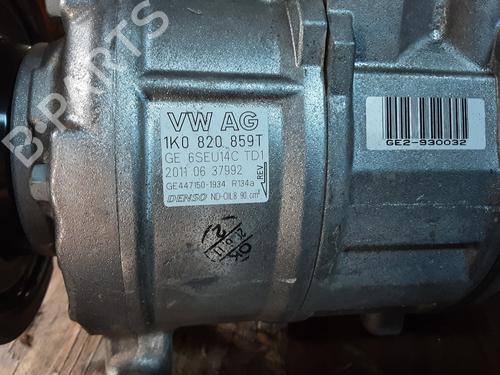 B-PARTS
VW AG
1K0 820 859T
GE 6SEU14C TD1
2011 06 37992
GE447150-1934 R134a
DENSO ND-OIL8 90 cm³
REV
GE2-930032